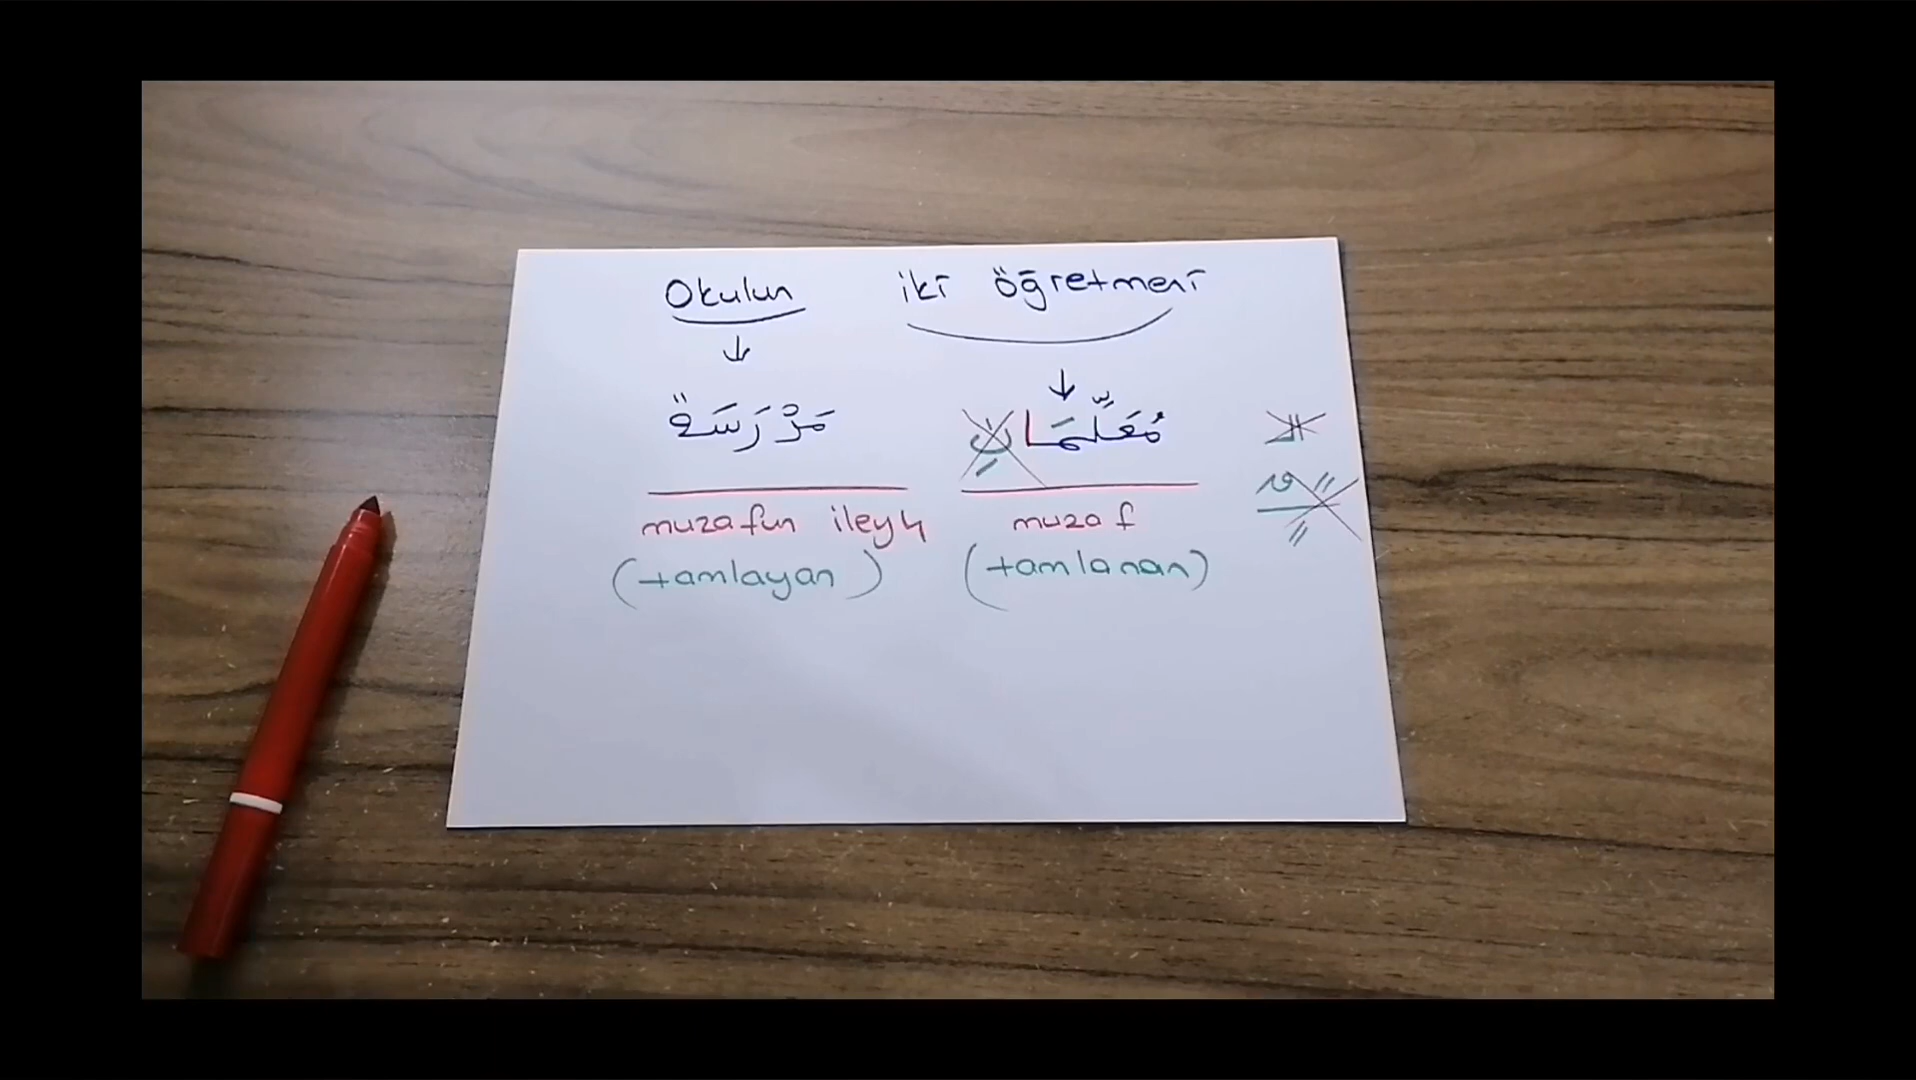 Okulun iki öğretmeni
مُعَلِّمَانِ مَدْرَسَة
muzafun ileyh muzaf
(tamlayan) (tamlanan)